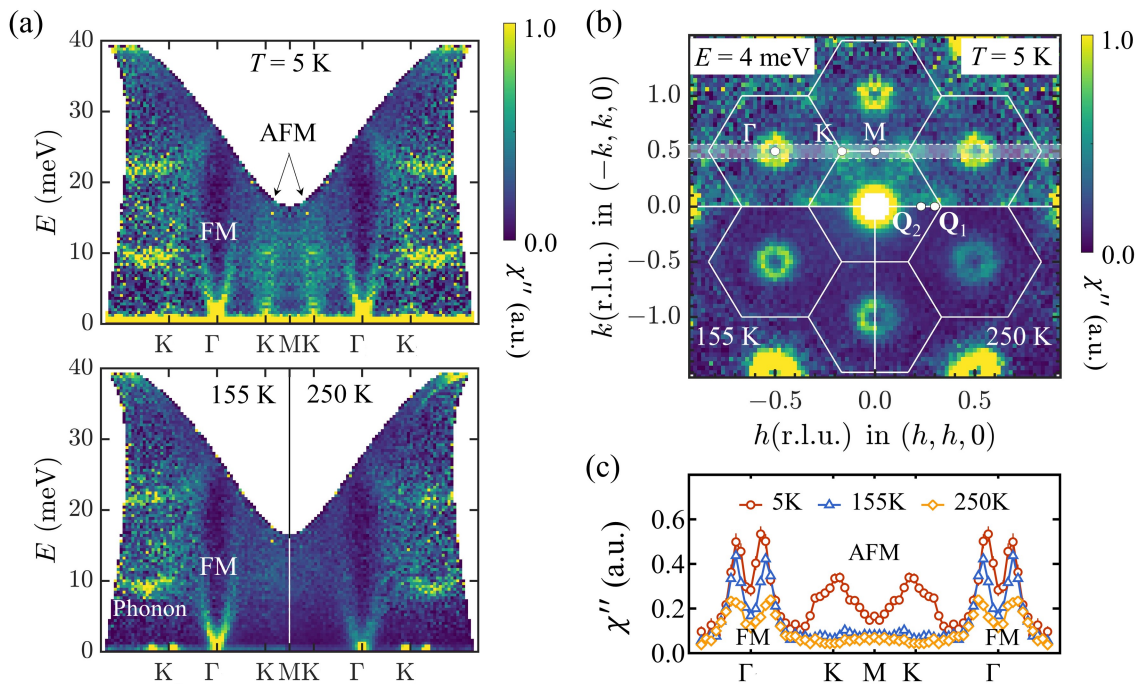 (a)
40
30
20
10
0
E (meV)
T = 5 K
AFM
FM
K Γ K M K Γ K
1.0
0.0
χ′′ (a.u.)
40
30
20
10
0
E (meV)
155 K 250 K
FM
Phonon
K Γ K M K Γ K
(b)
E = 4 meV
T = 5 K
1.0
0.5
0.0
−0.5
−1.0
k(r.l.u.) in (−k, k, 0)
Γ K M
Q₂ Q₁
155 K 250 K
−0.5 0.0 0.5
h(r.l.u.) in (h, h, 0)
1.0
0.0
χ′′ (a.u.)
(c)
5K 155K 250K
0.6
0.4
0.2
0.0
χ′′ (a.u.)
AFM
FM FM
Γ K M K Γ